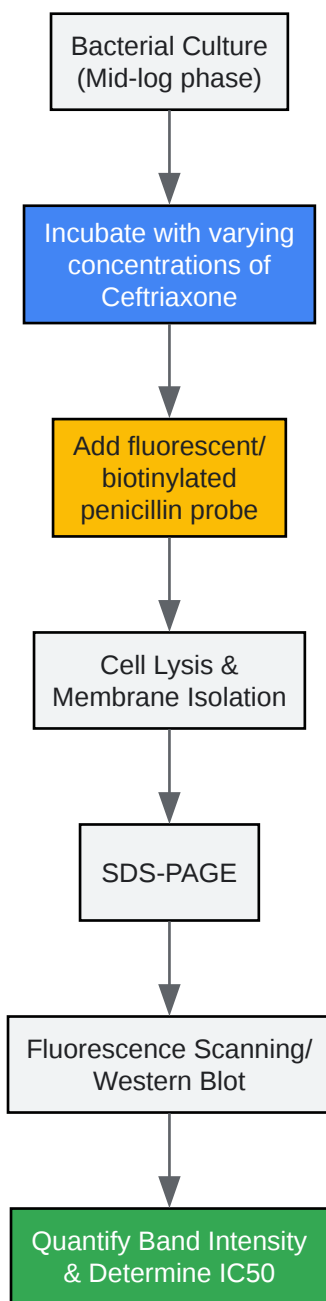 Bacterial Culture
(Mid-log phase)
Incubate with varying
concentrations of
Ceftriaxone
Add fluorescent/
biotinylated
penicillin probe
Cell Lysis &
Membrane Isolation
SDS-PAGE
Fluorescence Scanning/
Western Blot
Quantify Band Intensity
& Determine IC50